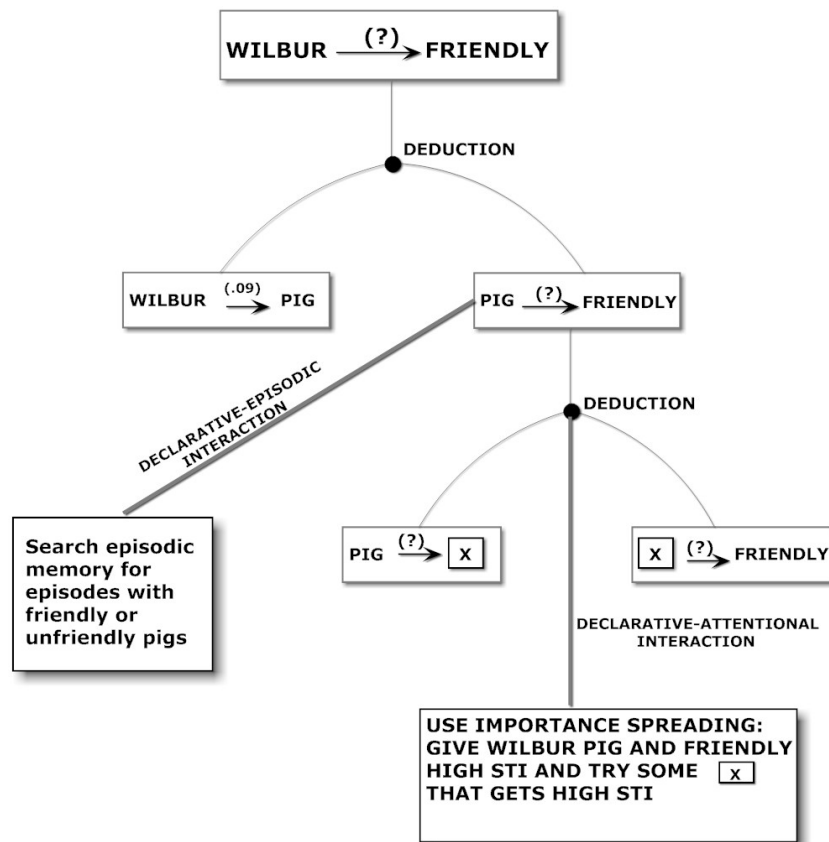 (?)
WILBUR FRIENDLY
DEDUCTION
(.09)
WILBUR PIG
(?)
PIG FRIENDLY
DECLARATIVE-EPISODIC
INTERACTION
DEDUCTION
Search episodic
memory for
episodes with
friendly or
unfriendly pigs
(?)
PIG X
(?)
X FRIENDLY
DECLARATIVE-ATTENTIONAL
INTERACTION
USE IMPORTANCE SPREADING:
GIVE WILBUR PIG AND FRIENDLY
HIGH STI AND TRY SOME X
THAT GETS HIGH STI